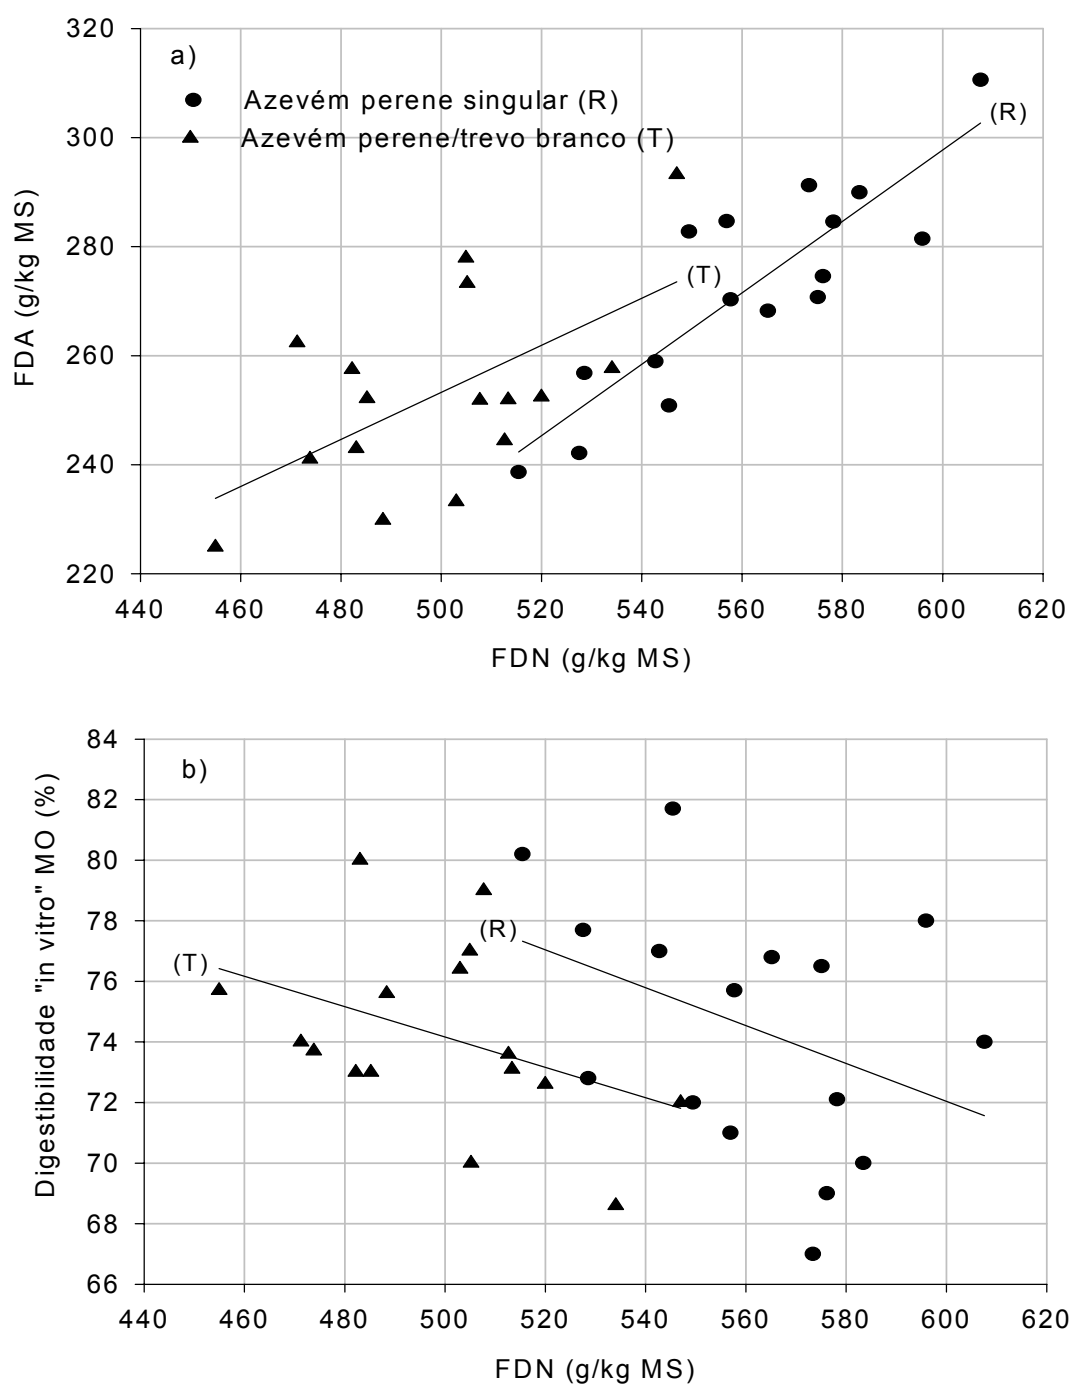 320
a)
Azevém perene singular (R)
Azevém perene/trevo branco (T)
(R)
300
280
(T)
260
240
220
FDA (g/kg MS)
440 460 480 500 520 540 560 580 600 620
FDN (g/kg MS)
84
b)
82
80
78
(R)
(T)
76
74
72
70
68
66
Digestibilidade "in vitro" MO (%)
440 460 480 500 520 540 560 580 600 620
FDN (g/kg MS)